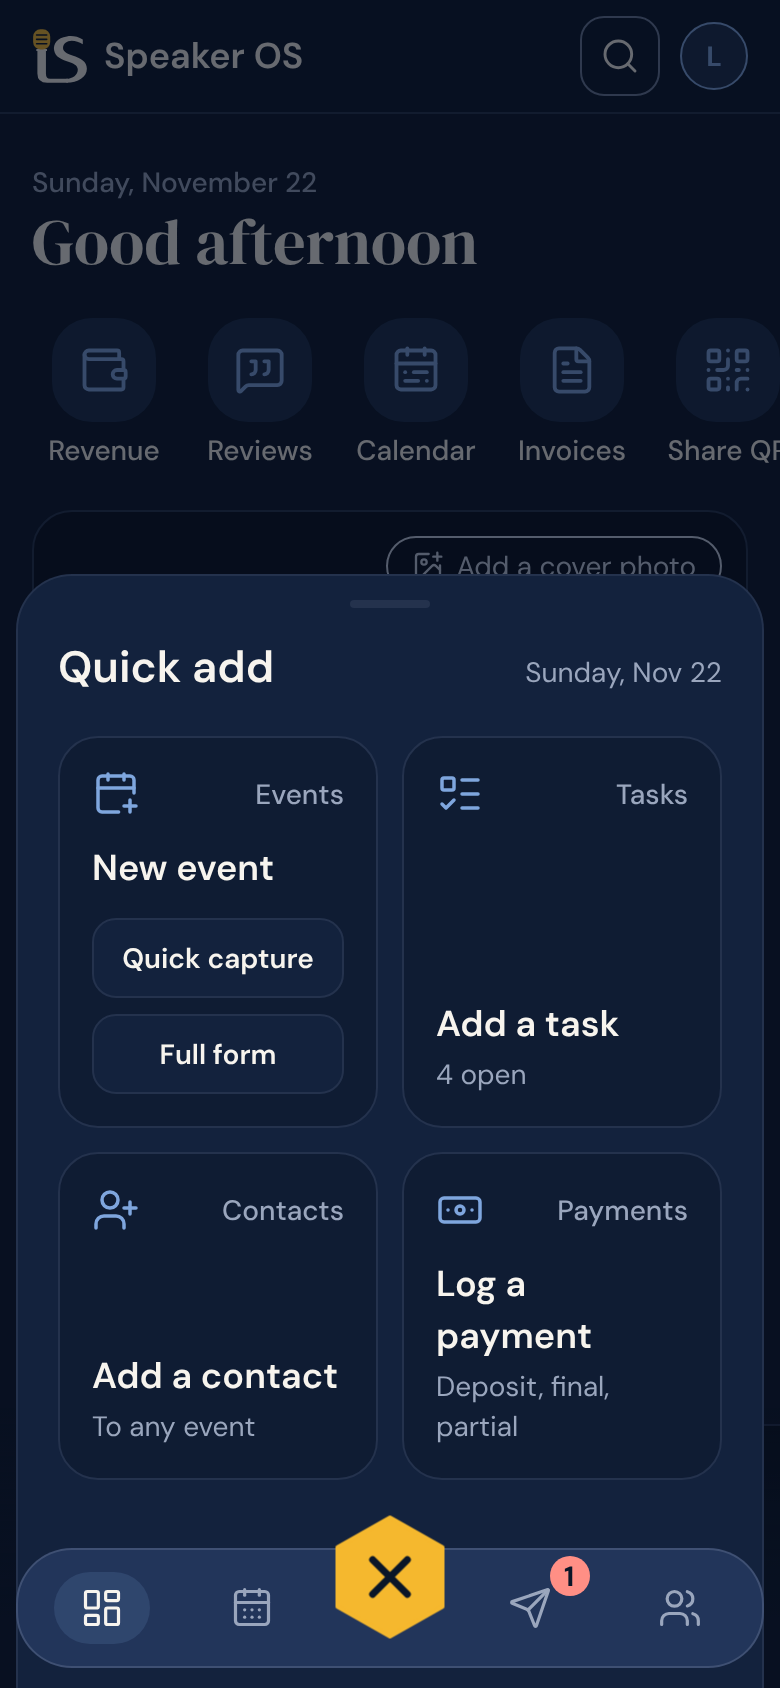 Speaker OS
L
Sunday, November 22
Good afternoon
Revenue
Reviews
Calendar
Invoices
Share QR
Add a cover photo
Quick add
Sunday, Nov 22
Events
New event
Quick capture
Full form
Tasks
Add a task
4 open
Contacts
Add a contact
To any event
Payments
Log a
payment
Deposit, final,
partial
1